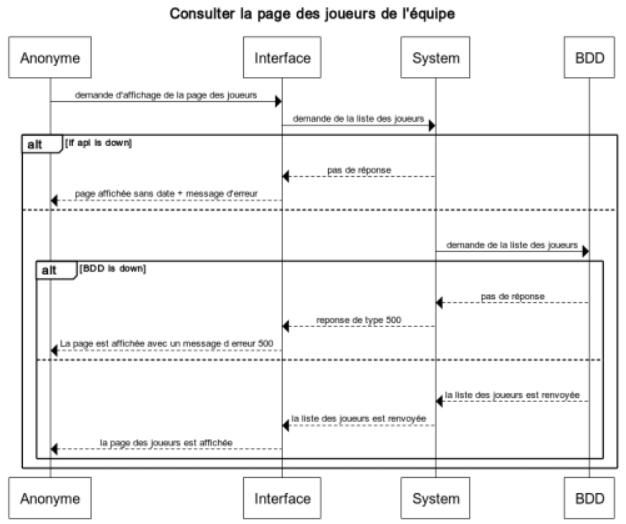 Consulter la page des joueurs de l'équipe
Anonyme Interface System BDD
demande d'affichage de la page des joueurs
demande de la liste des joueurs
alt [If api is down]
pas de réponse
page affichée sans date + message d'erreur
demande de la liste des joueurs
alt [BDD is down]
pas de réponse
reponse de type 500
La page est affichée avec un message d erreur 500
la liste des joueurs est renvoyée
la liste des joueurs est renvoyée
la page des joueurs est affichée
Anonyme Interface System BDD